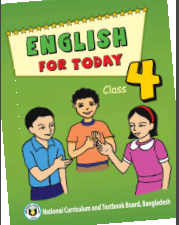 ENGLISH
FOR TODAY
Class 4
National Curriculum and Textbook Board, Bangladesh